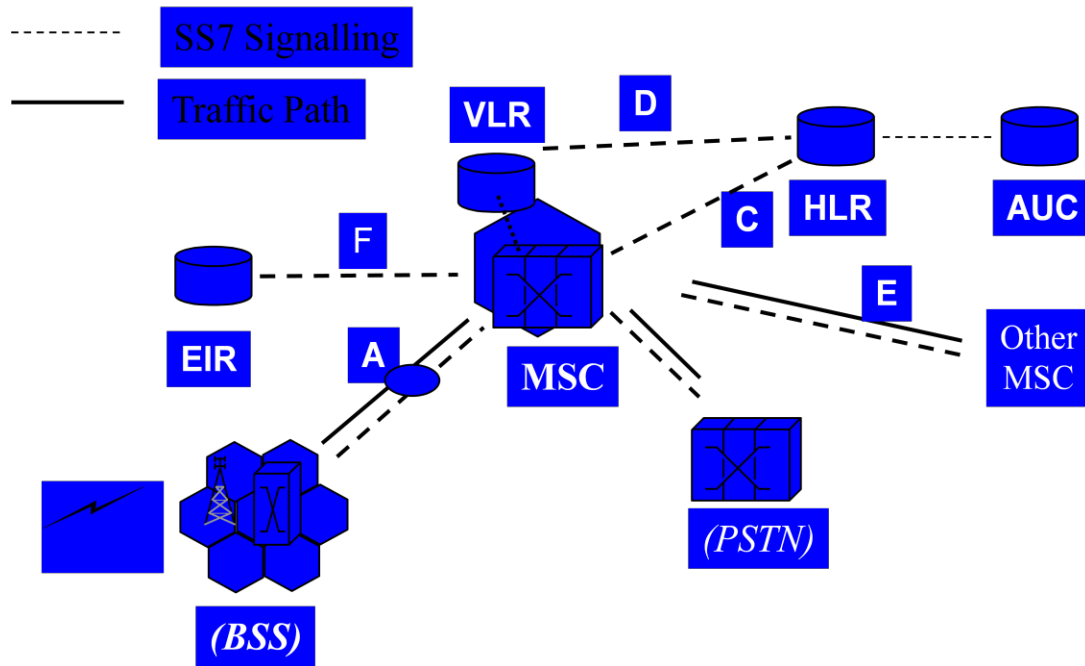 SS7 Signalling
Traffic Path
VLR
D
HLR
AUC
C
F
EIR
E
Other
MSC
A
MSC
(PSTN)
(BSS)